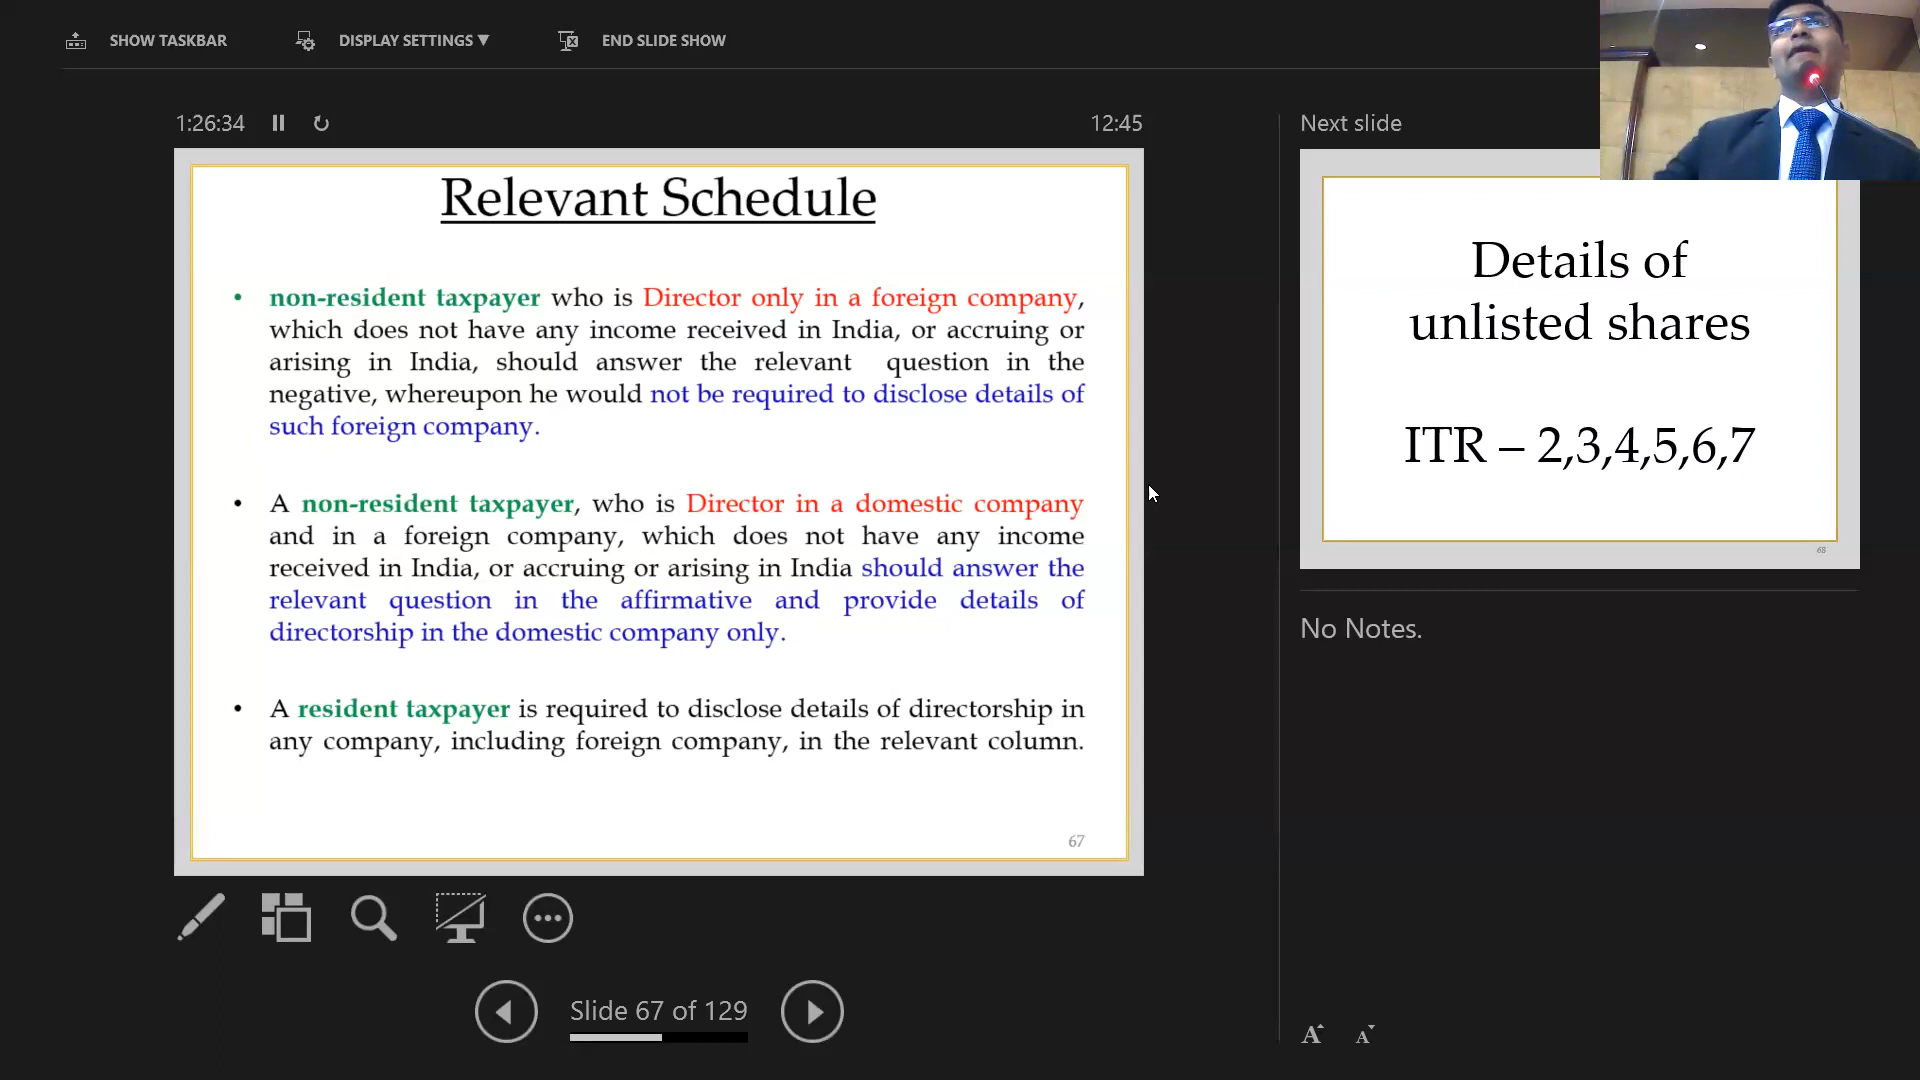 SHOW TASKBAR
DISPLAY SETTINGS ▼
END SLIDE SHOW
1:26:34
12:45
Relevant Schedule
• non-resident taxpayer who is Director only in a foreign company,
which does not have any income received in India, or accruing or
arising in India, should answer the relevant question in the
negative, whereupon he would not be required to disclose details of
such foreign company.
• A non-resident taxpayer, who is Director in a domestic company
and in a foreign company, which does not have any income
received in India, or accruing or arising in India should answer the
relevant question in the affirmative and provide details of
directorship in the domestic company only.
• A resident taxpayer is required to disclose details of directorship in
any company, including foreign company, in the relevant column.
67
Slide 67 of 129
Next slide
Details of
unlisted shares
ITR – 2,3,4,5,6,7
68
No Notes.
A A